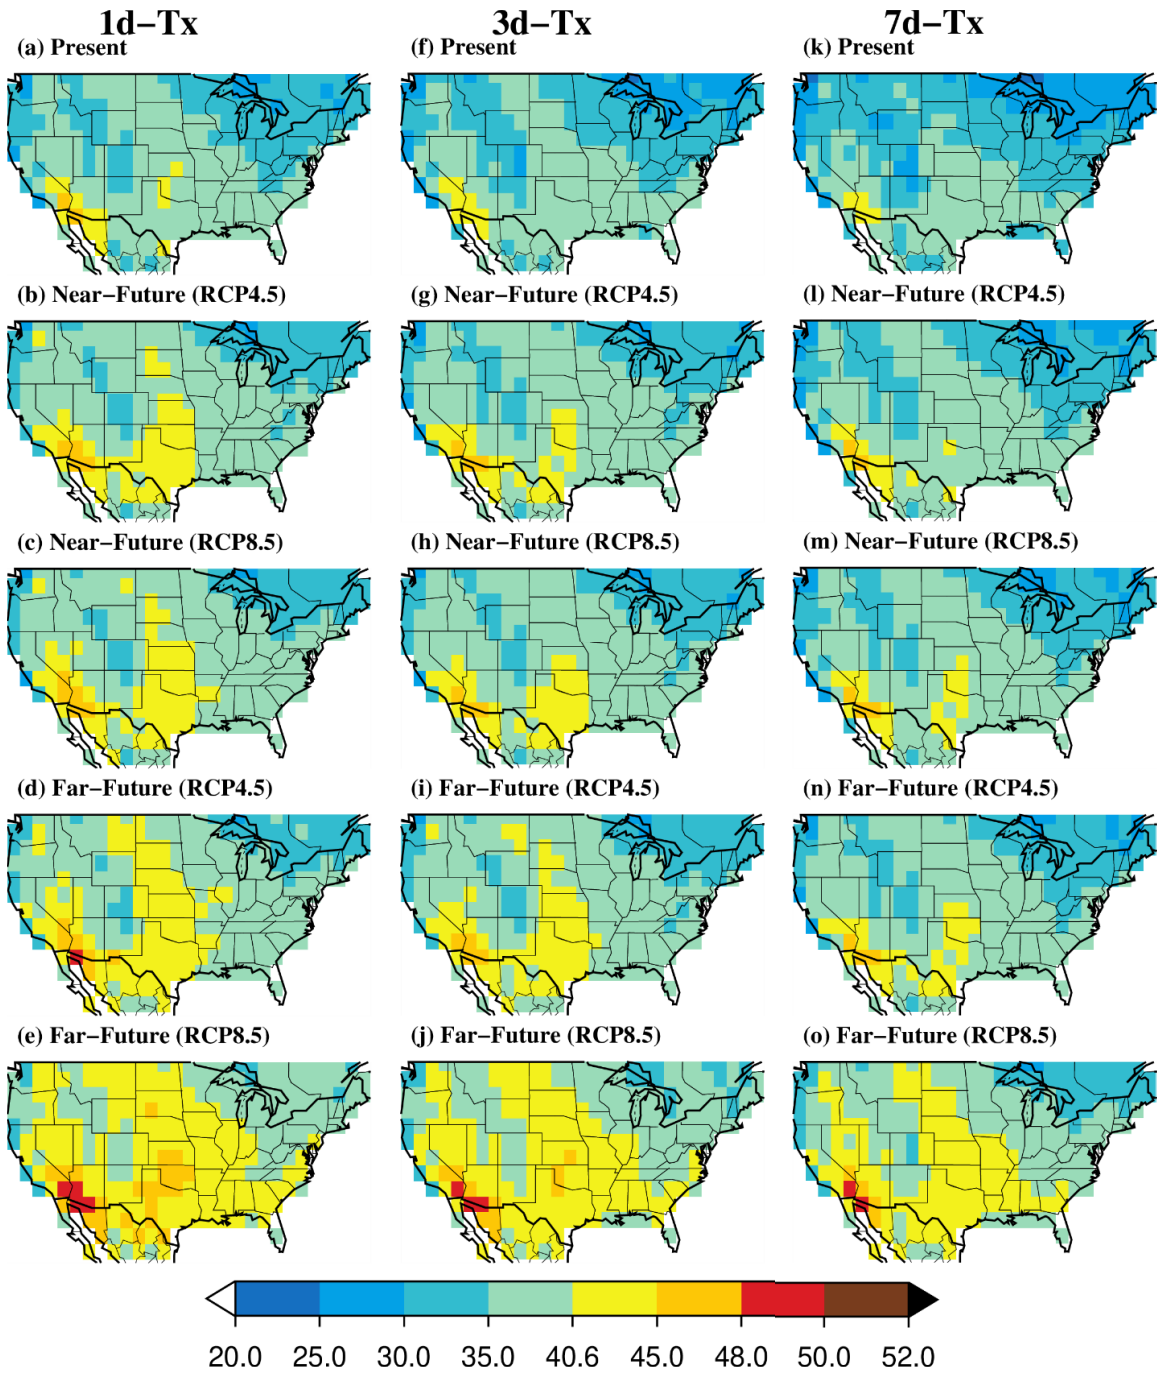 1d−Tx 3d−Tx 7d−Tx
(a) Present (f) Present (k) Present
(b) Near−Future (RCP4.5) (g) Near−Future (RCP4.5) (l) Near−Future (RCP4.5)
(c) Near−Future (RCP8.5) (h) Near−Future (RCP8.5) (m) Near−Future (RCP8.5)
(d) Far−Future (RCP4.5) (i) Far−Future (RCP4.5) (n) Far−Future (RCP4.5)
(e) Far−Future (RCP8.5) (j) Far−Future (RCP8.5) (o) Far−Future (RCP8.5)
20.0 25.0 30.0 35.0 40.6 45.0 48.0 50.0 52.0